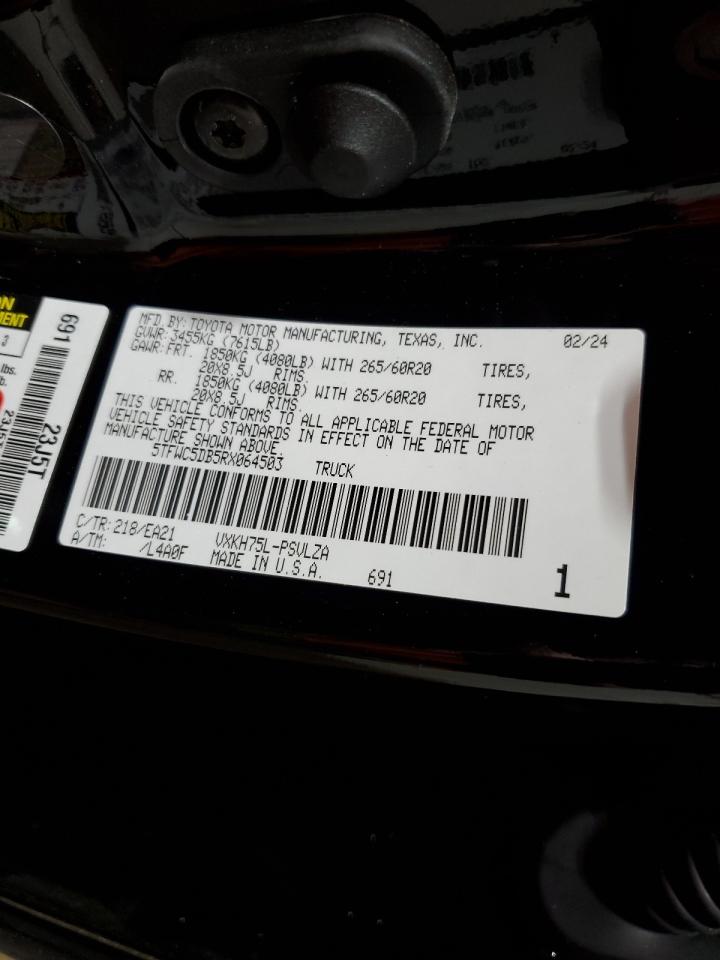 MFD. BY: TOYOTA MOTOR MANUFACTURING, TEXAS, INC. 02/24
GVWR: 3455KG (7615LB)
GAWR: FRT. 1850KG (4080LB) WITH 265/60R20 TIRES,
20X8.5J RIMS.
RR. 1850KG (4080LB) WITH 265/60R20 TIRES,
20X8.5J RIMS.
THIS VEHICLE CONFORMS TO ALL APPLICABLE FEDERAL MOTOR
VEHICLE SAFETY STANDARDS IN EFFECT ON THE DATE OF
MANUFACTURE SHOWN ABOVE.
5TFWC5DB5RX064503 TRUCK
C/TR: 218/EA21 VXKH75L-PSVLZA
A/TM: /L4A0F MADE IN U.S.A. 691
1
691
23J5T
3
lbs.